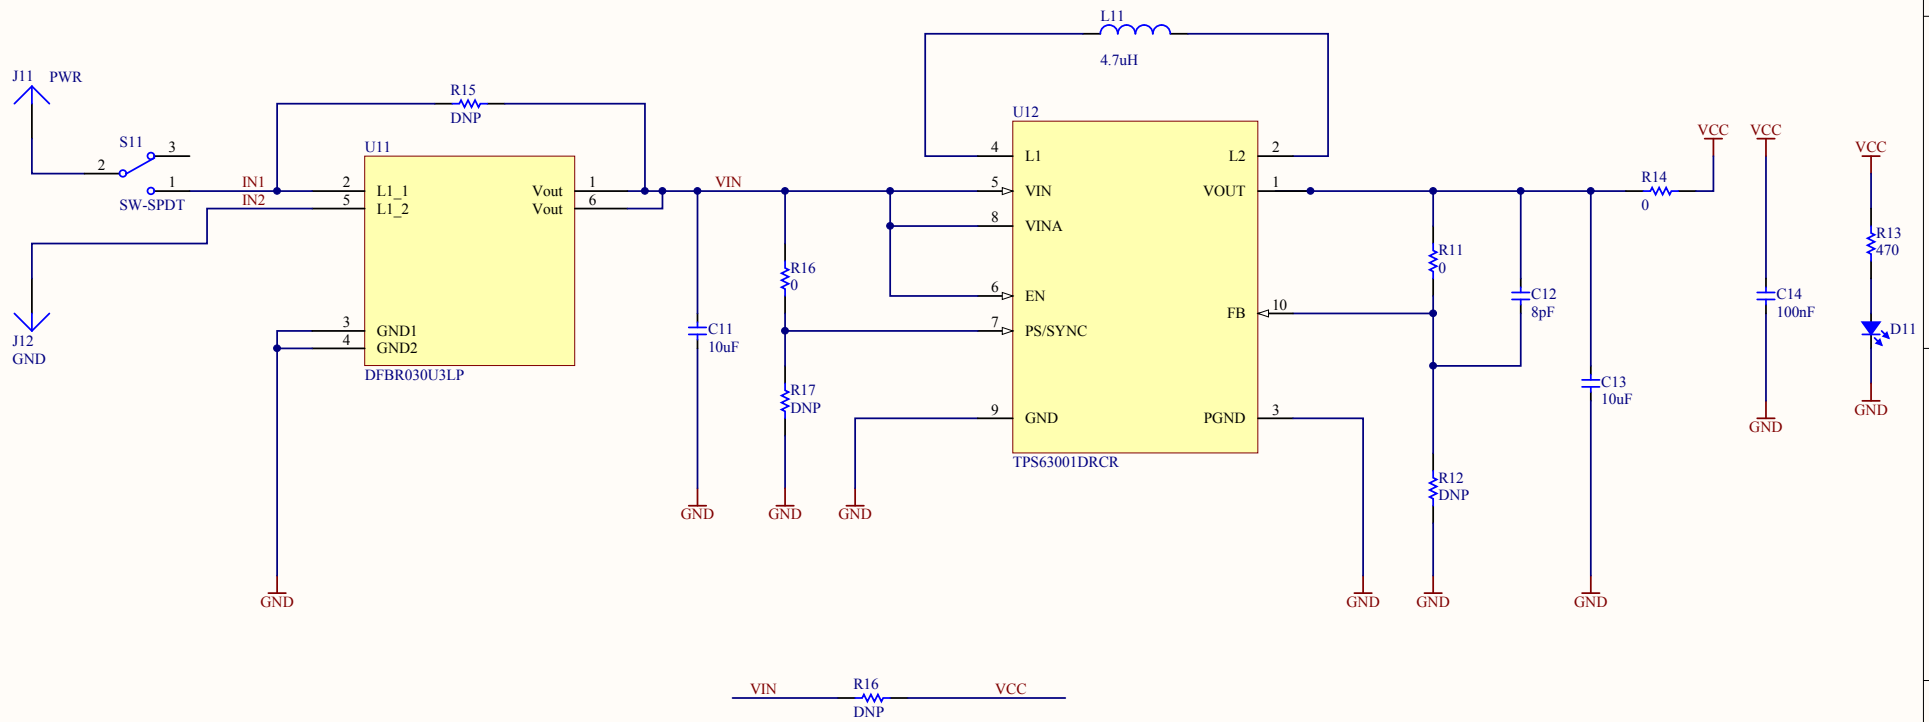 L11
4.7uH
J11 PWR
R15
DNP
S11
3
2
1
SW-SPDT
IN1
IN2
U11
2 L1_1 Vout 1
5 L1_2 Vout 6
3 GND1
4 GND2
DFBR030U3LP
J12
GND
GND
VIN
C11
10uF
GND
R16
0
R17
DNP
GND
GND
U12
4 L1 L2 2
5 VIN VOUT 1
8 VINA
6 EN
FB 10
7 PS/SYNC
9 GND PGND 3
TPS63001DRCR
GND
R11
0
C12
8pF
R12
DNP
GND
C13
10uF
GND
R14
0
VCC
VCC
C14
100nF
GND
VCC
R13
470
D11
GND
VIN R16 VCC
DNP